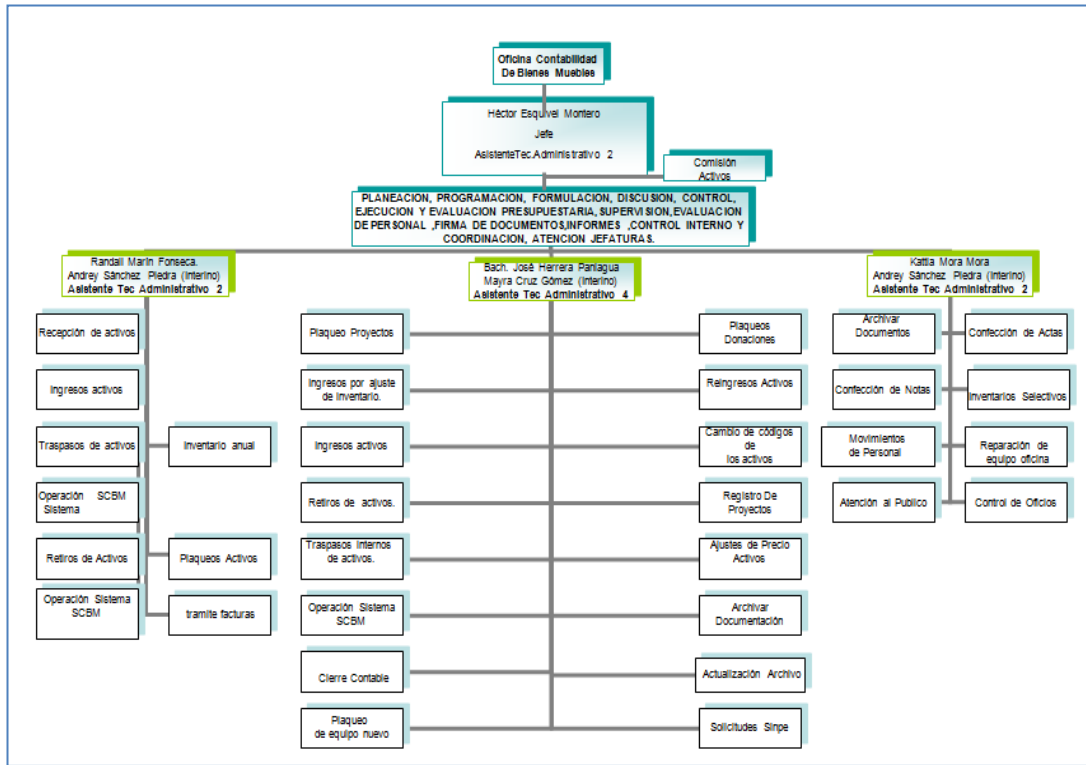 Oficina Contabilidad
De Bienes Muebles
Héctor Esquivel Montero
Jefe
AsistenteTec.Administrativo 2
Comisión
Activos
PLANEACION, PROGRAMACION, FORMULACION, DISCUSION, CONTROL,
EJECUCION Y EVALUACION PRESUPUESTARIA, SUPERVISION,EVALUACION
DE PERSONAL ,FIRMA DE DOCUMENTOS,INFORMES ,CONTROL INTERNO Y
COORDINACION, ATENCION JEFATURAS.
Randall Marín Fonseca.
Andrey Sánchez Piedra (Interino)
Asistente Tec Administrativo 2
Bach. José Herrera Paniagua
Mayra Cruz Gómez (Interino)
Asistente Tec Administrativo 4
Kattia Mora Mora
Andrey Sánchez Piedra (Interino)
Asistente Tec Administrativo 2
Recepción de activos
Ingresos activos
Traspasos de activos
Operación SCBM
Sistema
Retiros de Activos
Operación Sistema
SCBM
Inventario anual
Plaqueos Activos
tramite facturas
Plaqueo Proyectos
Ingresos por ajuste
de inventario.
Ingresos activos
Retiros de activos.
Traspasos Internos
de activos.
Operación Sistema
SCBM
Cierre Contable
Plaqueo
de equipo nuevo
Plaqueos
Donaciones
Reingresos Activos
Cambio de códigos
de
los activos
Registro De
Proyectos
Ajustes de Precio
Activos
Archivar
Documentación
Actualización Archivo
Solicitudes Sinpe
Archivar
Documentos
Confección de Notas
Movimientos
de Personal
Atención al Publico
Confección de Actas
Inventarios Selectivos
Reparación de
equipo oficina
Control de Oficios